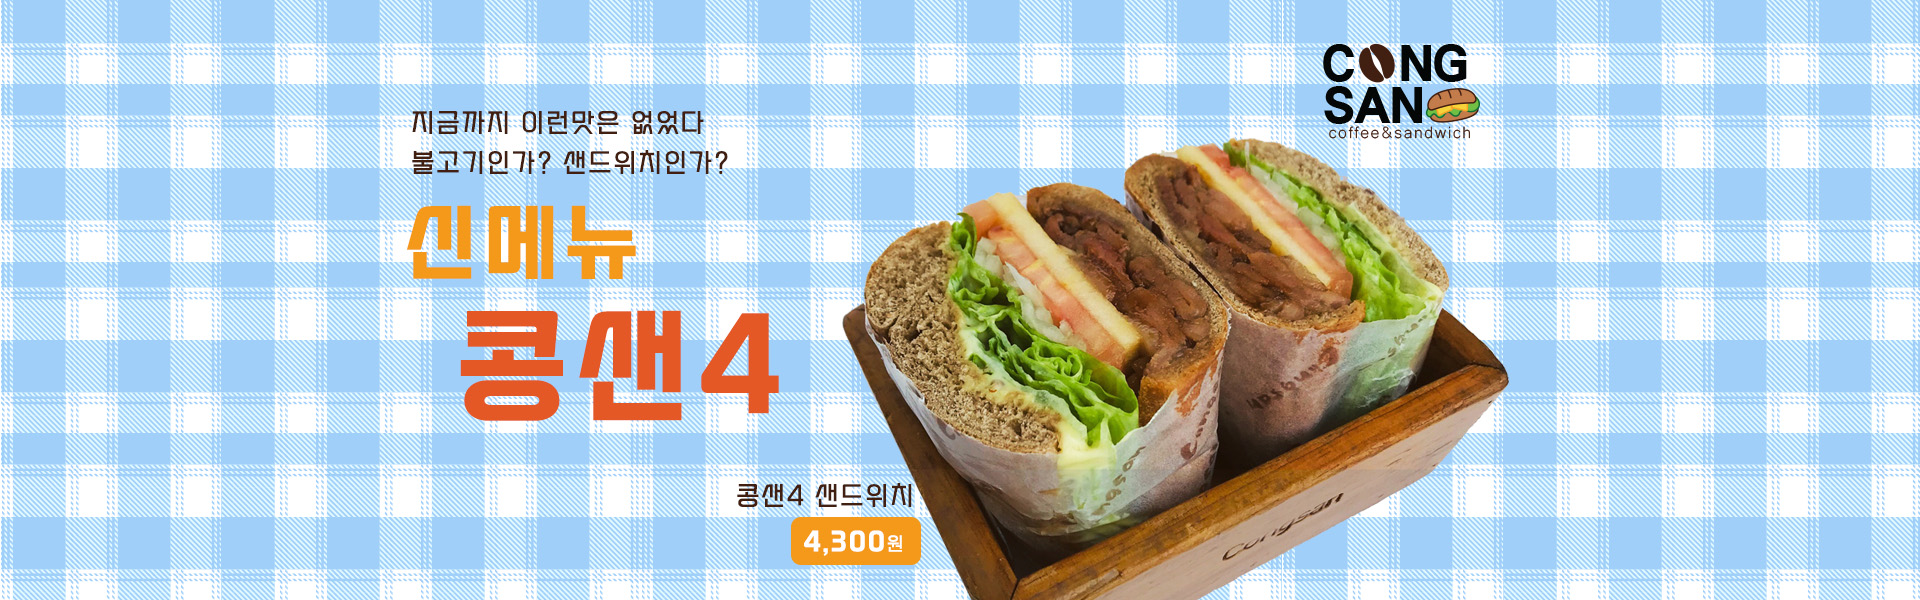 지금까지 이런맛은 없었다
불고기인가? 샌드위치인가?
신메뉴
콩샌4
콩샌4 샌드위치
4,300원
CONG
SAND
coffee&sandwich
Congsan